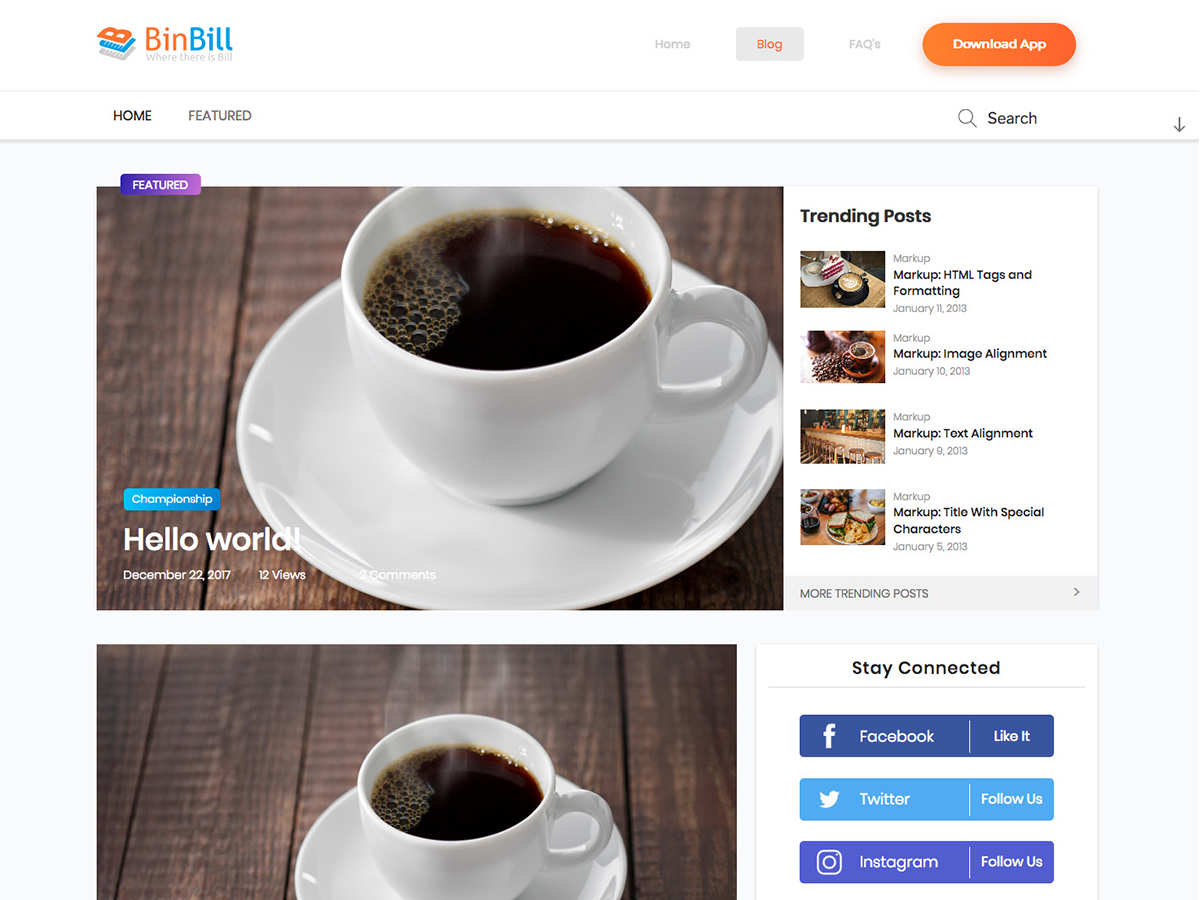 BinBill
Where there is Bill
Home
Blog
FAQ's
Download App
HOME
FEATURED
Search
FEATURED
Championship
Hello world!
December 22, 2017
12 Views
2 Comments
Trending Posts
Markup
Markup: HTML Tags and
Formatting
January 11, 2013
Markup
Markup: Image Alignment
January 10, 2013
Markup
Markup: Text Alignment
January 9, 2013
Markup
Markup: Title With Special
Characters
January 5, 2013
MORE TRENDING POSTS
Stay Connected
Facebook
Like It
Twitter
Follow Us
Instagram
Follow Us